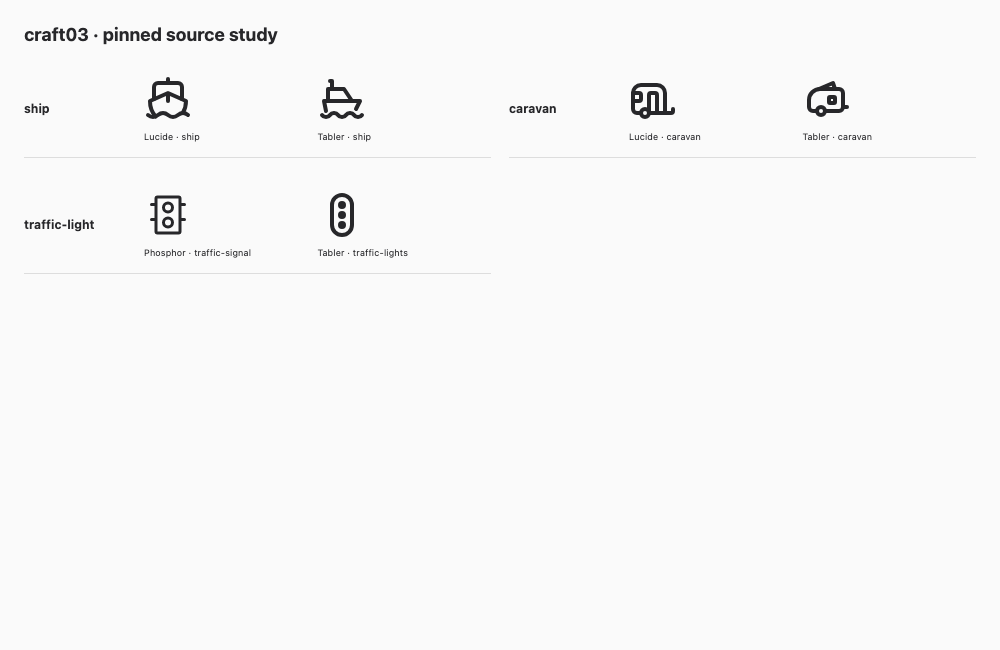 craft03 · pinned source study
ship
Lucide · ship
Tabler · ship
caravan
Lucide · caravan
Tabler · caravan
traffic-light
Phosphor · traffic-signal
Tabler · traffic-lights